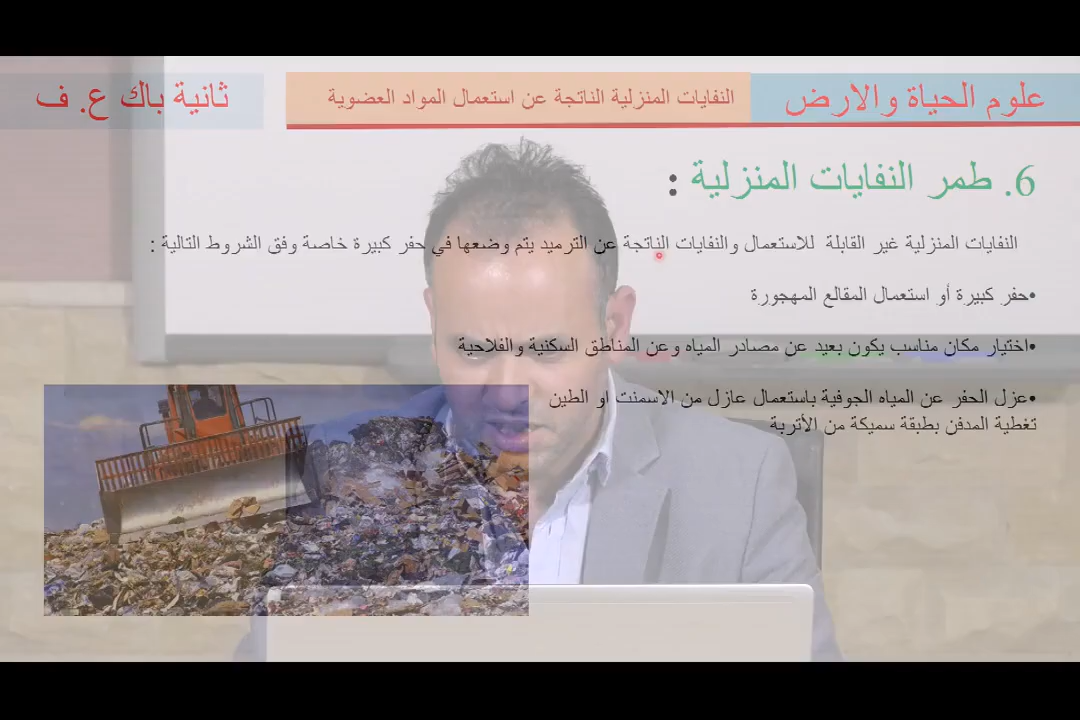 علوم الحياة والارض
النفايات المنزلية الناتجة عن استعمال المواد العضوية
ثانية باك ع. ف
6. طمر النفايات المنزلية :
النفايات المنزلية غير القابلة للاستعمال والنفايات الناتجة عن الترميد يتم وضعها في حفر كبيرة خاصة وفق الشروط التالية :
•حفر كبيرة أو استعمال المقالع المهجورة
•اختيار مكان مناسب يكون بعيد عن مصادر المياه وعن المناطق السكنية والفلاحية
•عزل الحفر عن المياه الجوفية باستعمال عازل من الاسمنت او الطين
تغطية المدفن بطبقة سميكة من الأتربة